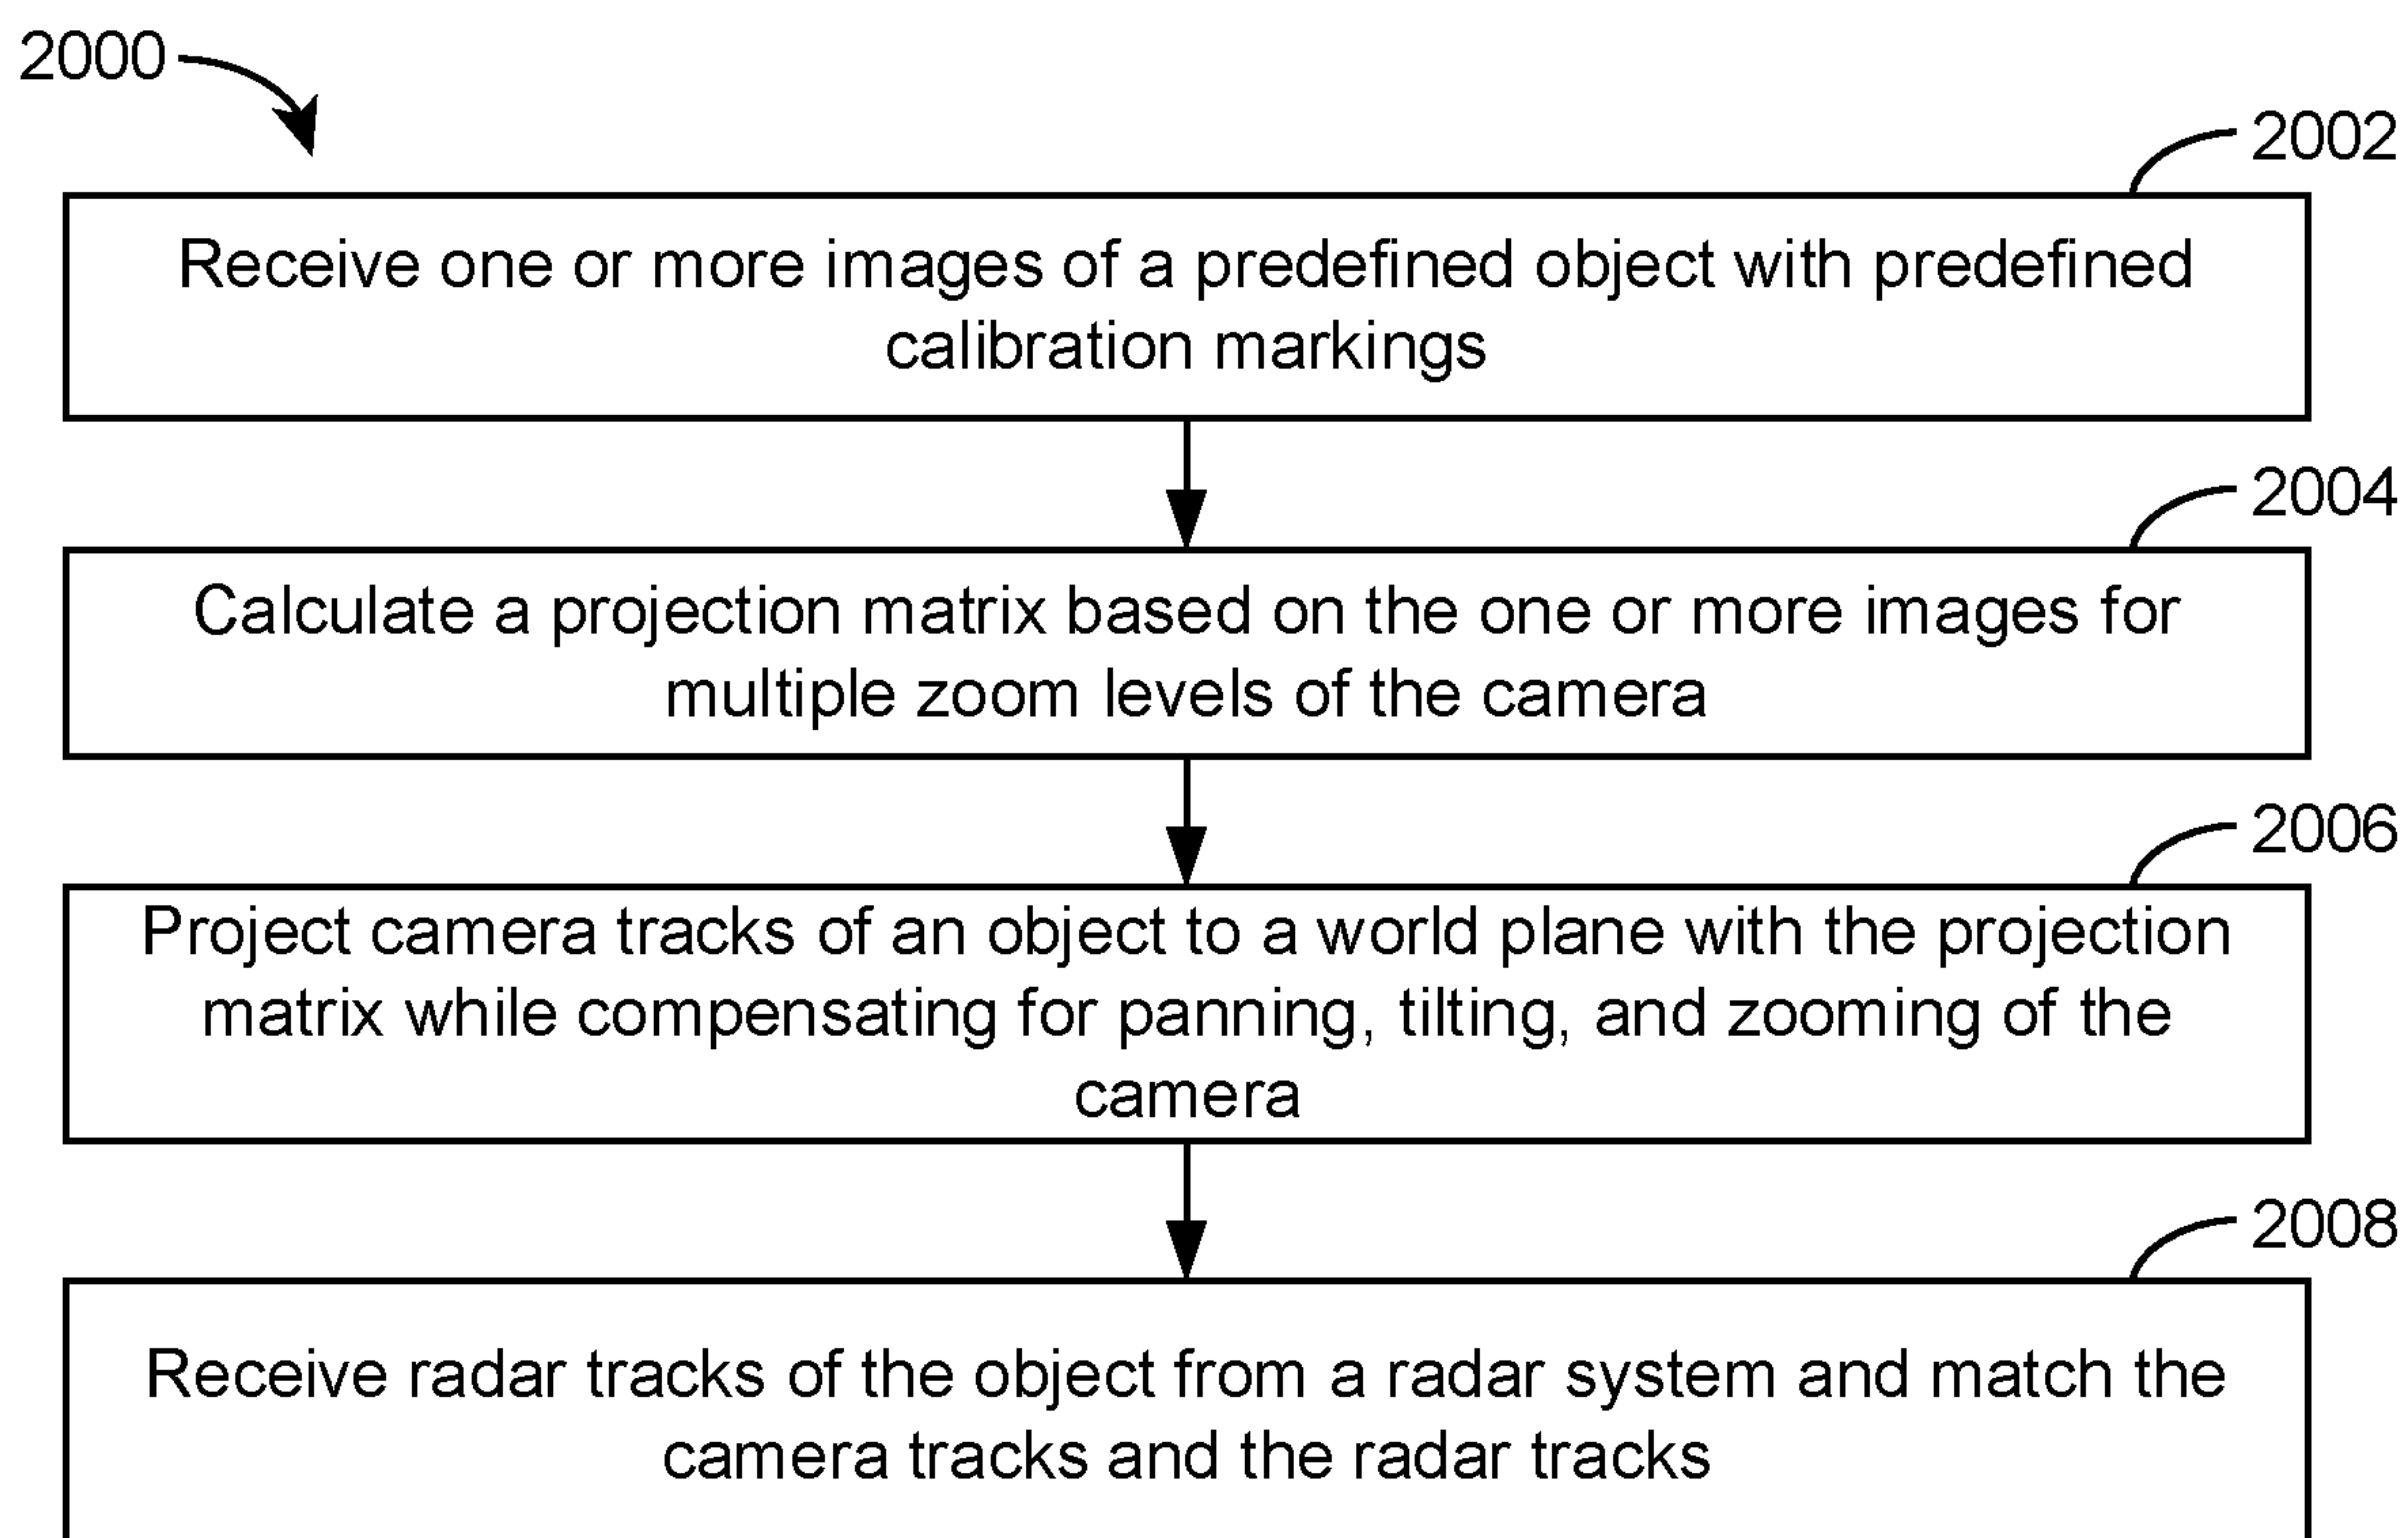 2000
2002
Receive one or more images of a predefined object with predefined
calibration markings
2004
Calculate a projection matrix based on the one or more images for
multiple zoom levels of the camera
2006
Project camera tracks of an object to a world plane with the projection
matrix while compensating for panning, tilting, and zooming of the
camera
2008
Receive radar tracks of the object from a radar system and match the
camera tracks and the radar tracks